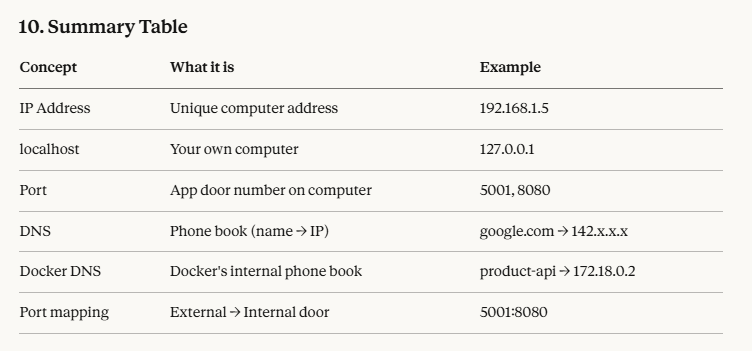 10. Summary Table
Concept What it is Example
IP Address Unique computer address 192.168.1.5
localhost Your own computer 127.0.0.1
Port App door number on computer 5001, 8080
DNS Phone book (name → IP) google.com → 142.x.x.x
Docker DNS Docker's internal phone book product-api → 172.18.0.2
Port mapping External → Internal door 5001:8080